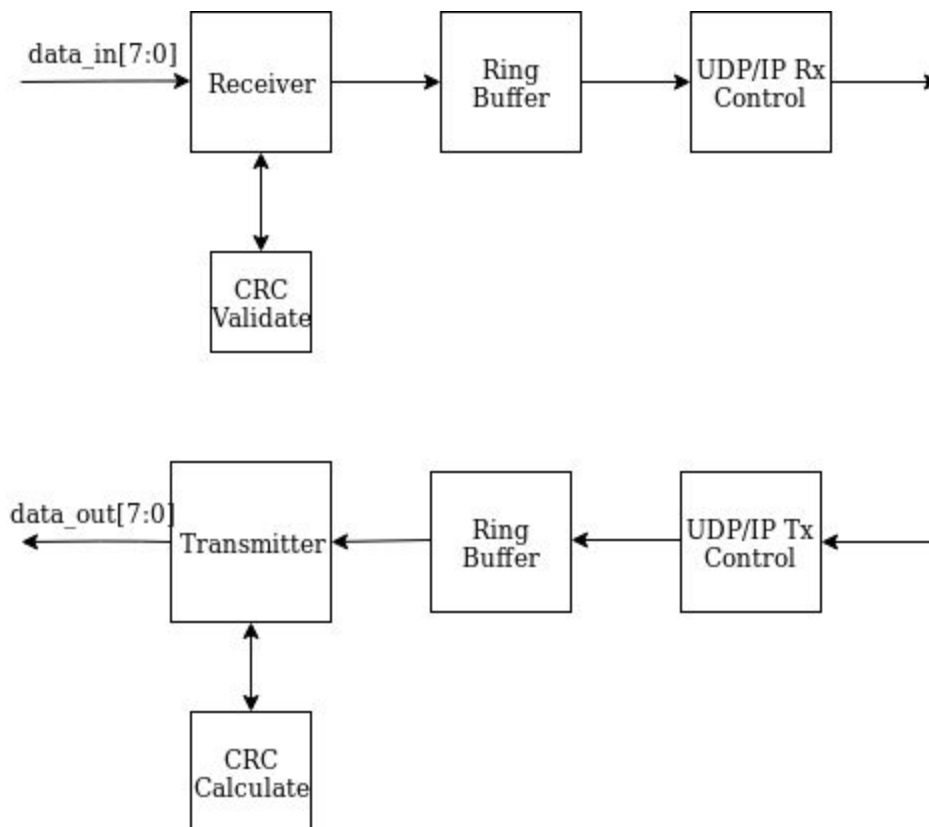 data_in[7:0]
Receiver
Ring
Buffer
UDP/IP Rx
Control
CRC
Validate
data_out[7:0]
Transmitter
Ring
Buffer
UDP/IP Tx
Control
CRC
Calculate